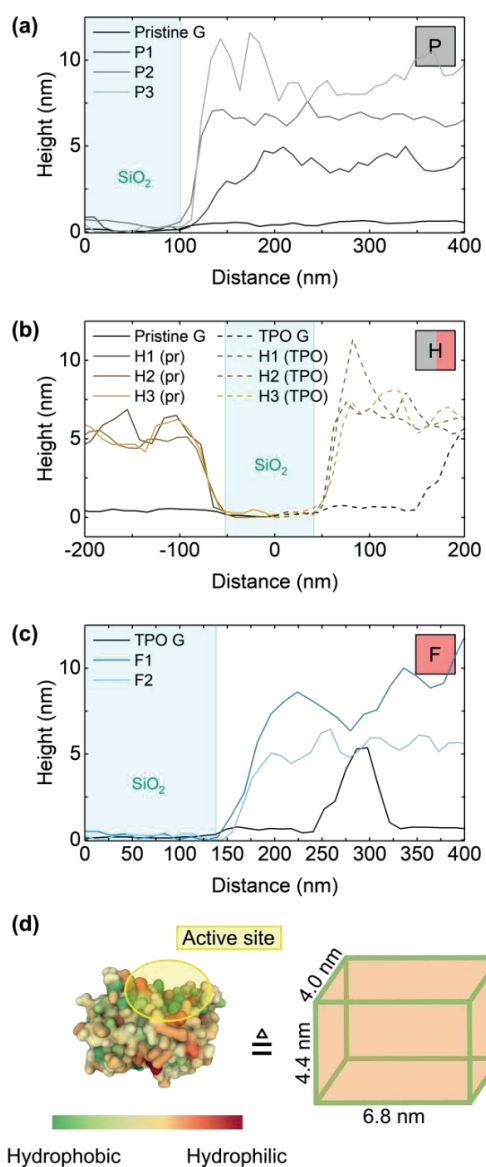 (a)
Pristine G
P1
P2
P3
P
SiO₂
Height (nm)
10
5
0
0 100 200 300 400
Distance (nm)
(b)
Pristine G TPO G
H1 (pr) H1 (TPO)
H2 (pr) H2 (TPO)
H3 (pr) H3 (TPO)
H
SiO₂
Height (nm)
10
5
0
-200 -100 0 100 200
Distance (nm)
(c)
TPO G
F1
F2
F
SiO₂
Height (nm)
10
5
0
0 50 100 150 200 250 300 350 400
Distance (nm)
(d)
Active site
≙
4.0 nm
4.4 nm
6.8 nm
Hydrophobic Hydrophilic